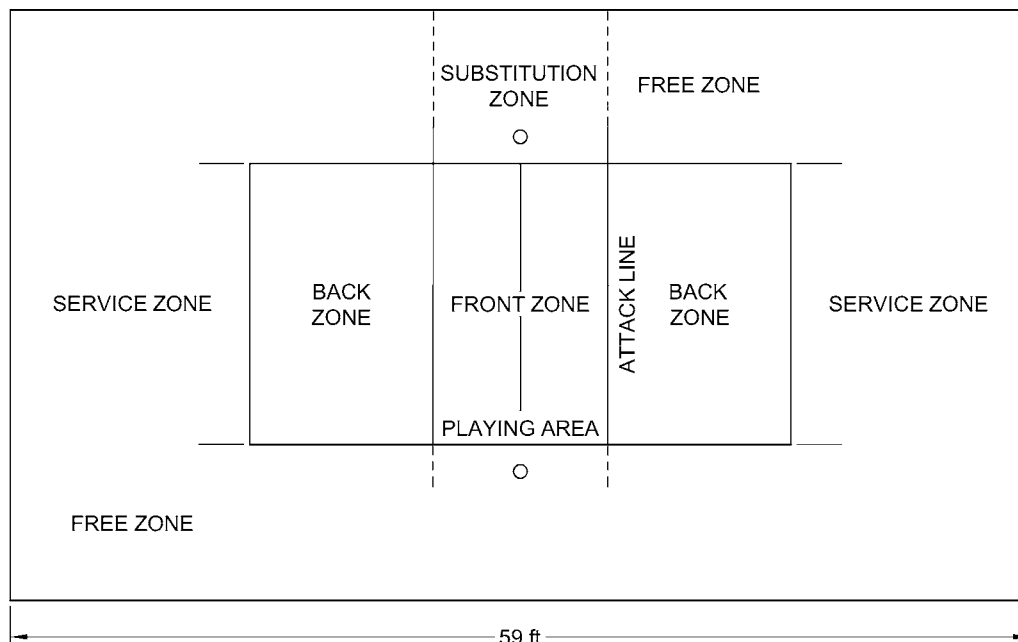 SUBSTITUTION
ZONE
FREE ZONE
SERVICE ZONE
BACK
ZONE
FRONT ZONE
ATTACK LINE
BACK
ZONE
SERVICE ZONE
PLAYING AREA
FREE ZONE
59 ft